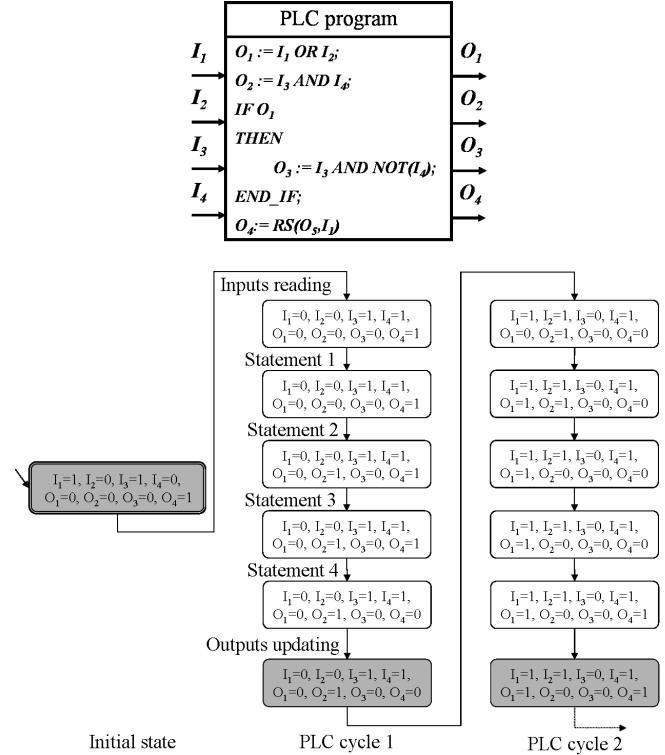 PLC program
I₁
I₂
I₃
I₄
O₁ := I₁ OR I₂;
O₂ := I₃ AND I₄;
IF O₁
THEN
O₃ := I₃ AND NOT(I₄);
END_IF;
O₄:= RS(O₅,I₁)
O₁
O₂
O₃
O₄
Initial state
I₁=1, I₂=0, I₃=1, I₄=0,
O₁=0, O₂=0, O₃=0, O₄=1
Inputs reading
I₁=0, I₂=0, I₃=1, I₄=1,
O₁=0, O₂=0, O₃=0, O₄=1
Statement 1
I₁=0, I₂=0, I₃=1, I₄=1,
O₁=0, O₂=0, O₃=0, O₄=1
Statement 2
I₁=0, I₂=0, I₃=1, I₄=1,
O₁=0, O₂=1, O₃=0, O₄=1
Statement 3
I₁=0, I₂=0, I₃=1, I₄=1,
O₁=0, O₂=1, O₃=0, O₄=1
Statement 4
I₁=0, I₂=0, I₃=1, I₄=1,
O₁=0, O₂=1, O₃=0, O₄=0
Outputs updating
I₁=0, I₂=0, I₃=1, I₄=1,
O₁=0, O₂=1, O₃=0, O₄=0
PLC cycle 1
I₁=1, I₂=1, I₃=0, I₄=1,
O₁=0, O₂=1, O₃=0, O₄=0
I₁=1, I₂=1, I₃=0, I₄=1,
O₁=1, O₂=1, O₃=0, O₄=0
I₁=1, I₂=1, I₃=0, I₄=1,
O₁=1, O₂=0, O₃=0, O₄=0
I₁=1, I₂=1, I₃=0, I₄=1,
O₁=1, O₂=0, O₃=0, O₄=0
I₁=1, I₂=1, I₃=0, I₄=1,
O₁=1, O₂=0, O₃=0, O₄=1
I₁=1, I₂=1, I₃=0, I₄=1,
O₁=1, O₂=0, O₃=0, O₄=1
PLC cycle 2